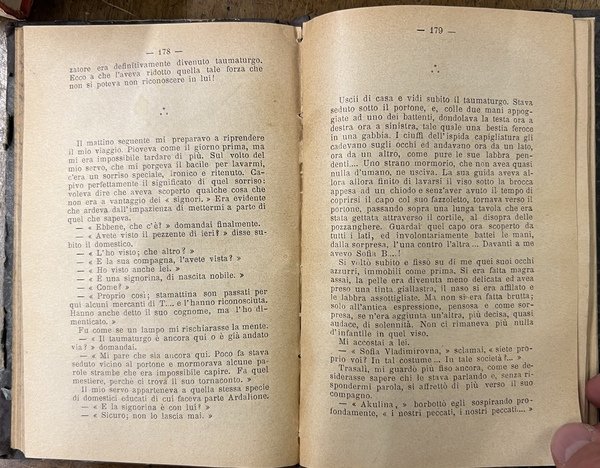 — 178 —
zatore era definitivamente divenuto taumaturgo.
Ecco a che l'aveva ridotto quella tale forza che
non si poteva non riconoscere in lui!
Il mattino seguente mi preparavo a riprendere
il mio viaggio. Pioveva come il giorno prima, ma
mi era impossibile tardare di più. Sul volto del
mio servo, che mi porgeva il bacile per lavarmi,
c'era un sorriso speciale, ironico e ritenuto. Ca-
pivo perfettamente il significato di quel sorriso:
voleva dire che aveva scoperto qualche cosa che
non era a vantaggio dei « signori. » Era evidente
che ardeva dall'impazienza di mettermi a parte di
quel che sapeva.
— « Ebbene, che c'è! » domandai finalmente.
— « Avete visto il pezzente di ieri? » disse su-
bito il domestico.
— « L'ho visto; che altro? »
— « E la sua compagna, l'avete vista? »
— « Ho visto anche lei. »
— « È una signorina, di nascita nobile. »
— « Come? »
— « Proprio così; stamattina son passati per
qui alcuni mercanti di T... e l'hanno riconosciuta.
Hanno anche detto il suo cognome, ma l'ho di-
menticato. »
Fu come se un lampo mi rischiarasse la mente.
— « Il taumaturgo è ancora qui o è già andato
via? » domandai.
— « Mi pare che sia ancora qui. Poco fa stava
seduto vicino al portone e mormorava alcune pa-
role strambe che era impossibile capire. Fa quel
mestiere, perchè ci trova il suo tornaconto. »
Il mio servo apparteneva a quella stessa specie
di domestici educati di cui faceva parte Ardalione.
— « E la signorina è con lui? »
— « Sicuro; non lo lascia mai. »
— 179 —
Uscii di casa e vidi subito il taumaturgo. Stava
seduto sotto il portone, e, colle due mani appog-
giate ad uno dei battenti, dondolava la testa ora a
destra ora a sinistra, tale quale una bestia feroce
in una gabbia. I ciuffi dell'ispida capigliatura gli
cadevano sugli occhi ed andavano ora da un lato,
ora da un altro, come pure le sue labbra pen-
denti.... Uno strano mormorio, che non avea quasi
nulla d'umano, ne usciva. La sua guida aveva al-
lora allora finito di lavarsi il viso sotto la brocca
appesa ad un chiodo e senz'aver avuto il tempo di
coprirsi il capo col suo fazzoletto, tornava verso il
portone, passando sopra una lunga tavola che era
stata gettata attraverso il cortile, al disopra delle
pozzanghere. Guardai quel capo ora scoperto da
tutti i lati, ed involontariamente battei le mani,
dalla sorpresa, l'una contro l'altra... Davanti a me
avevo Sofia B...!
Si voltò subito e fissò su di me quei suoi occhi
azzurri, immobili come prima. Si era fatta magra
assai, la pelle era divenuta meno delicata ed avea
preso una tinta giallastra, il naso si era affilato e
le labbra assottigliate. Ma non s'era fatta brutta;
solo all'antica espressione, pensosa e come sor-
presa, se n'era aggiunta un'altra, più decisa, quasi
audace, di solennità. Non ci rimaneva più nulla
d'infantile in quel viso.
Mi accostai a lei.
— « Sofia Vladimirovna, » sclamai, « siete pro-
prio voi? In tal costume... In tale società!... »
Trasalì, mi guardò più fiso ancora, come se de-
siderasse sapere chi le stava parlando e, senza ri-
spondermi parola, si affrettò di più verso il suo
compagno.
— « Akulina, » borbottò egli sospirando pro-
fondamente, « i nostri peccati, i nostri peccati.... »